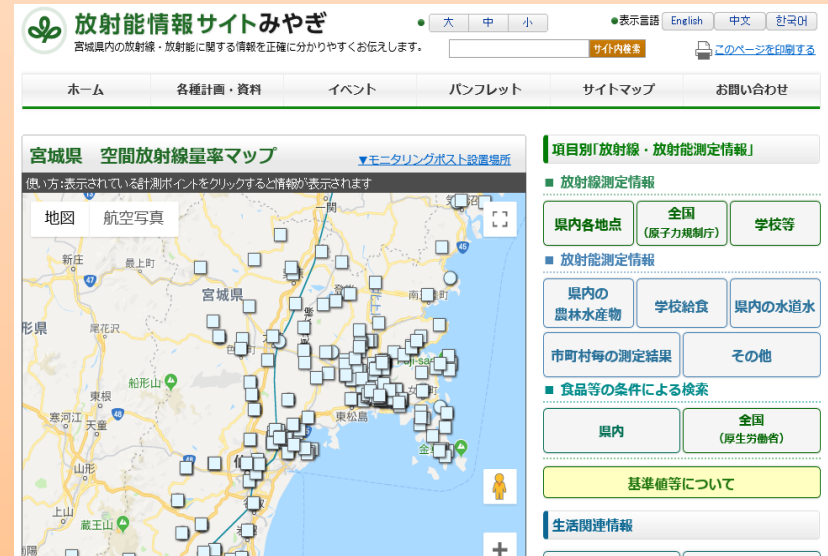 放射能情報サイトみやぎ
宮城県内の放射線・放射能に関する情報を正確に分かりやすくお伝えします。
大 中 小
●表示言語 English 中文 한국어
サイト内検索
このページを印刷する
ホーム 各種計画・資料 イベント パンフレット サイトマップ お問い合わせ
宮城県 空間放射線量率マップ
▼モニタリングポスト設置場所
使い方:表示されている計測ポイントをクリックすると情報が表示されます
地図 航空写真
一関
45
新庄
最上町
47
宮城県
形県
尾花沢
船形山
東根
48
寒河江
天童
東松島
山形
上山
蔵王山
項目別「放射線・放射能測定情報」
■ 放射線測定情報
県内各地点
全国
(原子力規制庁)
学校等
■ 放射能測定情報
県内の
農林水産物
学校給食
県内の水道水
市町村毎の測定結果
その他
■ 食品等の条件による検索
県内
全国
(厚生労働省)
基準値等について
生活関連情報